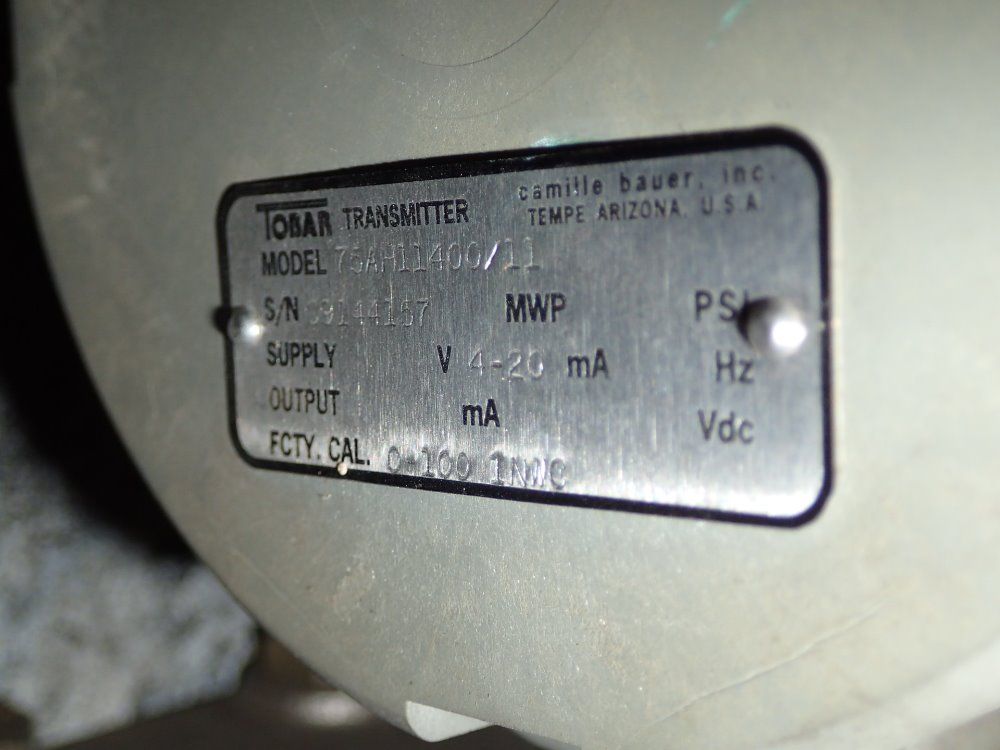 TOBAR TRANSMITTER camille bauer, inc.
TEMPE ARIZONA, U.S.A.
MODEL 75AH11400/11
S/N 09144157 MWP PSI
SUPPLY V 4-20 mA Hz
OUTPUT mA Vdc
FCTY. CAL. 0-100 INWC